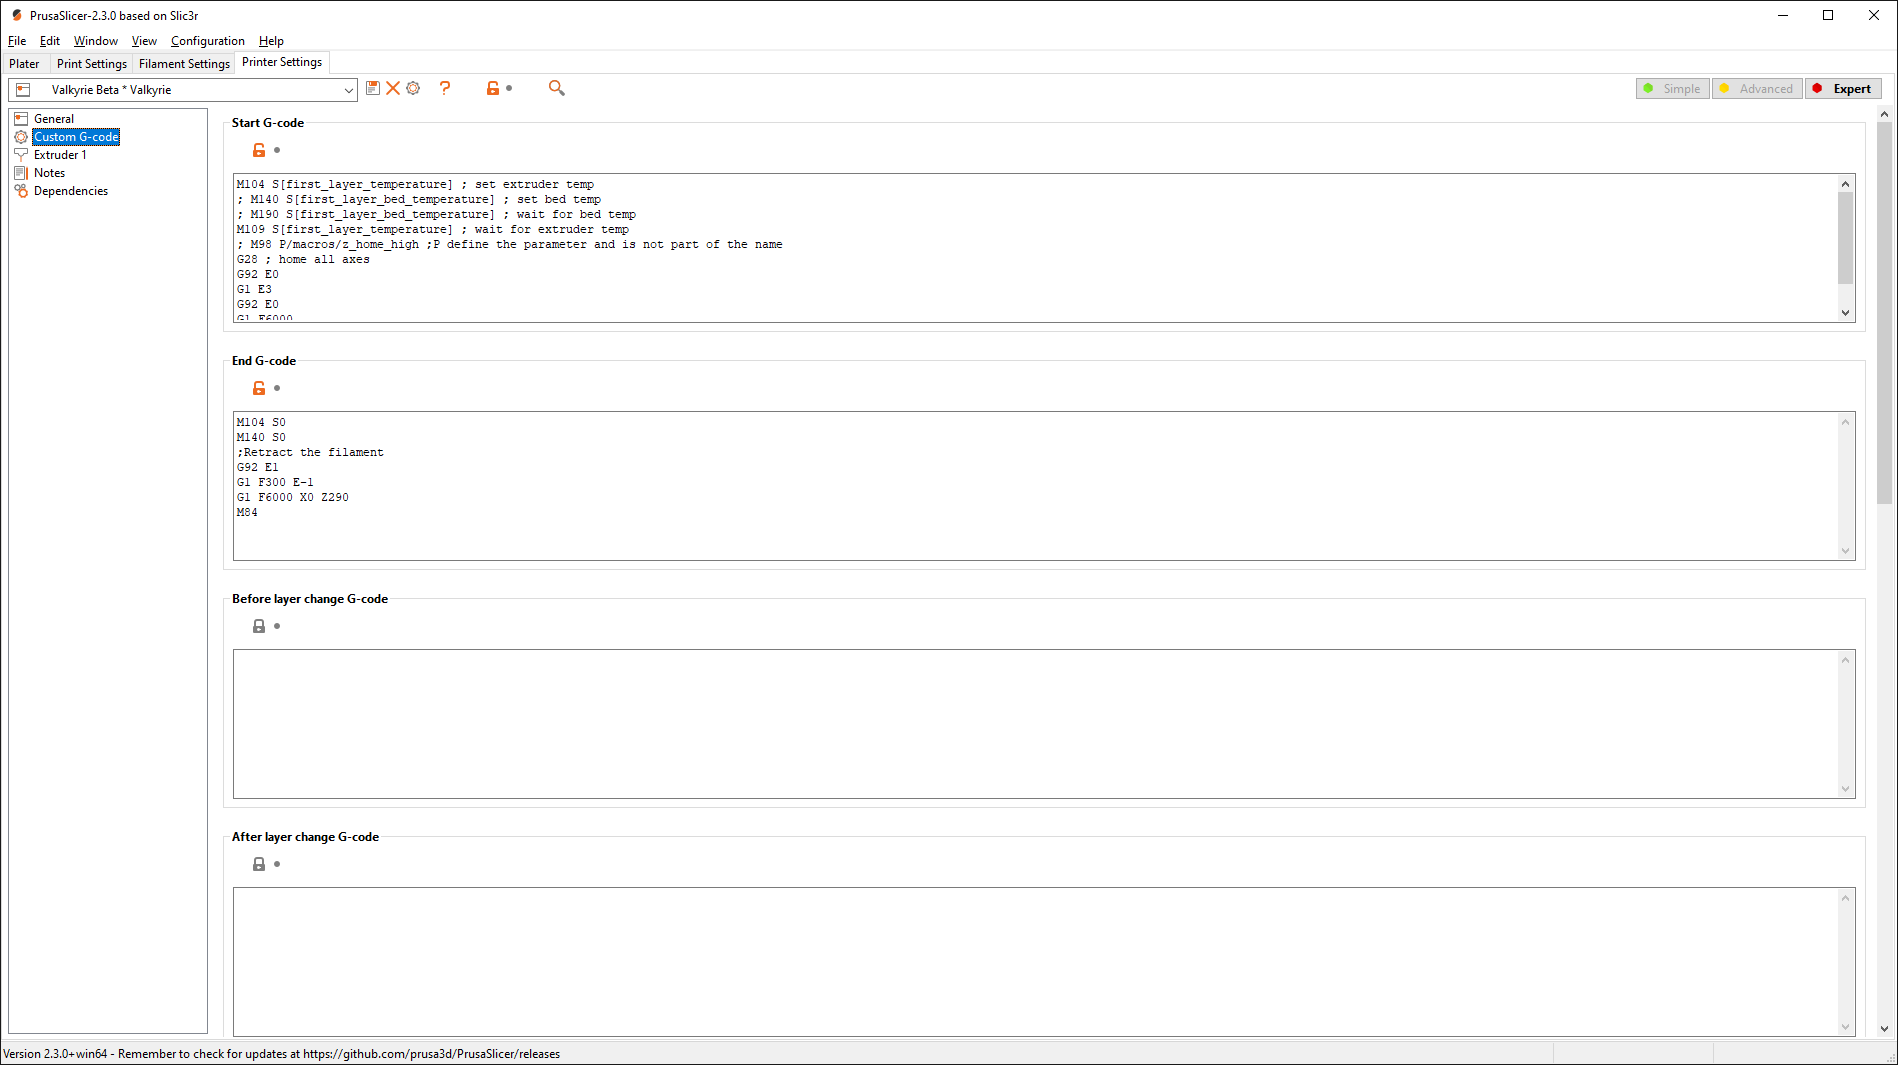 PrusaSlicer-2.3.0 based on Slic3r
File Edit Window View Configuration Help
Plater Print Settings Filament Settings Printer Settings
Valkyrie Beta * Valkyrie
Simple Advanced Expert
General
Custom G-code
Extruder 1
Notes
Dependencies
Start G-code
M104 S[first_layer_temperature] ; set extruder temp
; M140 S[first_layer_bed_temperature] ; set bed temp
; M190 S[first_layer_bed_temperature] ; wait for bed temp
M109 S[first_layer_temperature] ; wait for extruder temp
; M98 P/macros/z_home_high ;P define the parameter and is not part of the name
G28 ; home all axes
G92 E0
G1 E3
G92 E0
G1 F6000
End G-code
M104 S0
M140 S0
;Retract the filament
G92 E1
G1 F300 E-1
G1 F6000 X0 Z290
M84
Before layer change G-code
After layer change G-code
Version 2.3.0+win64 - Remember to check for updates at https://github.com/prusa3d/PrusaSlicer/releases